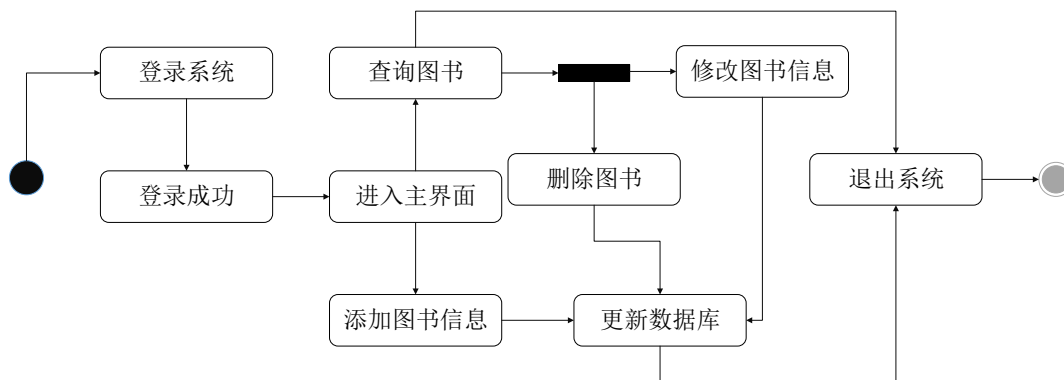 登录系统
查询图书
修改图书信息
登录成功
进入主界面
删除图书
退出系统
添加图书信息
更新数据库